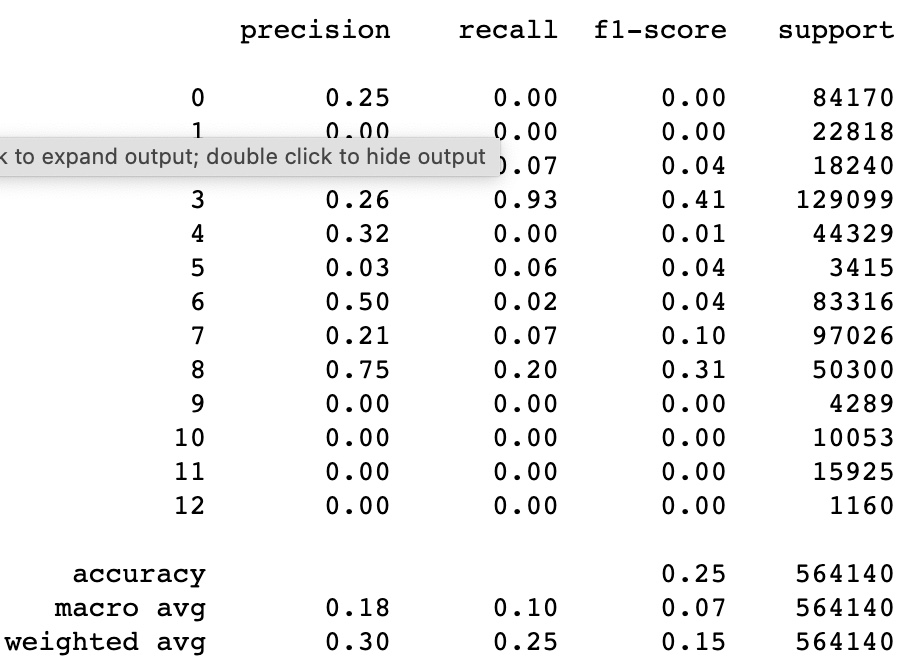 precision recall f1-score support
0 0.25 0.00 0.00 84170
1 0.00 0.00 0.00 22818
to expand output; double click to hide output 0.07 0.04 18240
3 0.26 0.93 0.41 129099
4 0.32 0.00 0.01 44329
5 0.03 0.06 0.04 3415
6 0.50 0.02 0.04 83316
7 0.21 0.07 0.10 97026
8 0.75 0.20 0.31 50300
9 0.00 0.00 0.00 4289
10 0.00 0.00 0.00 10053
11 0.00 0.00 0.00 15925
12 0.00 0.00 0.00 1160
accuracy 0.25 564140
macro avg 0.18 0.10 0.07 564140
weighted avg 0.30 0.25 0.15 564140